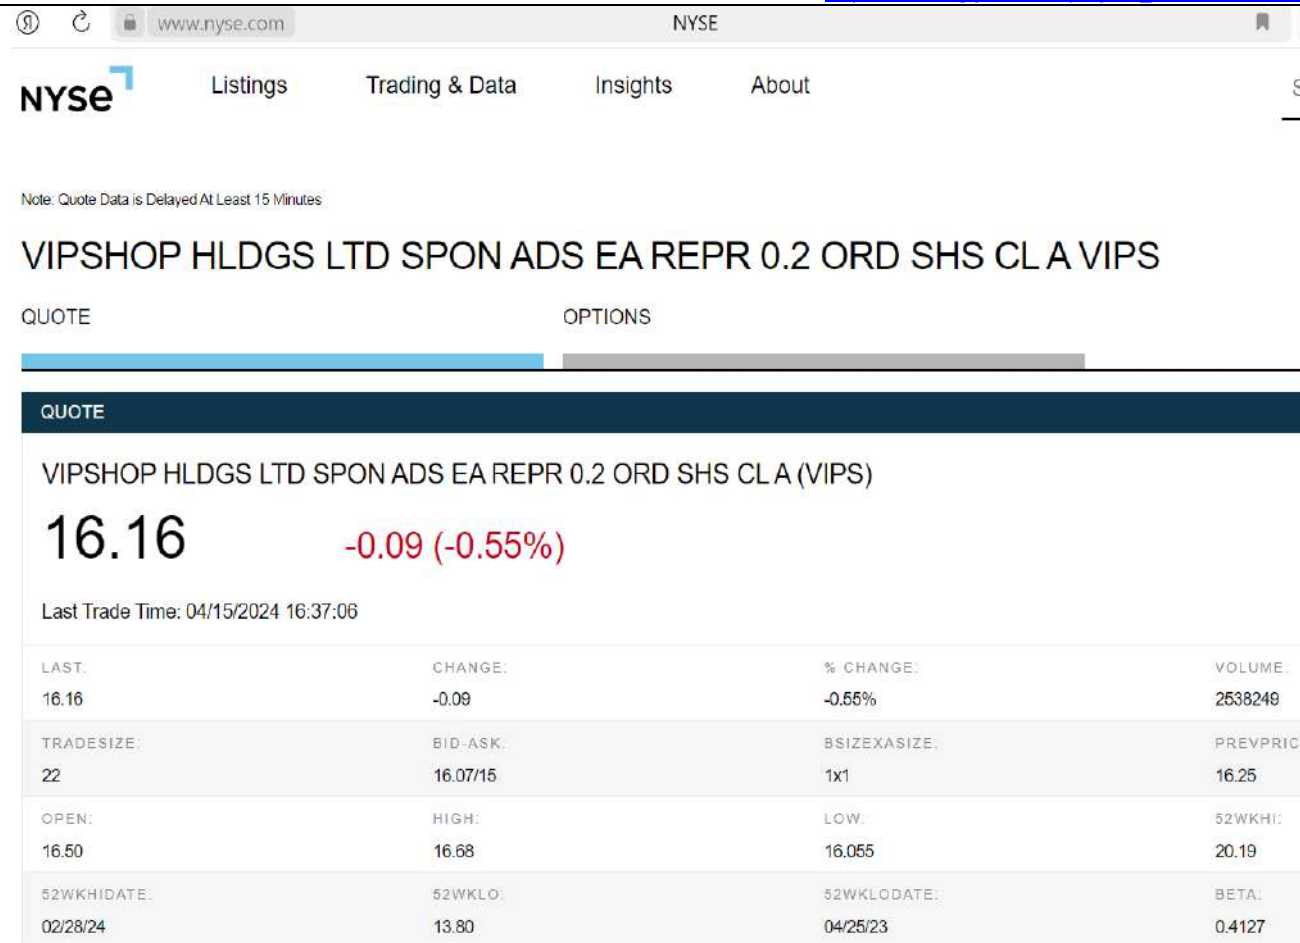 www.nyse.com NYSE
NYSE Listings Trading & Data Insights About
Note: Quote Data is Delayed At Least 15 Minutes
VIPSHOP HLDGS LTD SPON ADS EA REPR 0.2 ORD SHS CL A VIPS
QUOTE OPTIONS
QUOTE
VIPSHOP HLDGS LTD SPON ADS EA REPR 0.2 ORD SHS CL A (VIPS)
16.16 -0.09 (-0.55%)
Last Trade Time: 04/15/2024 16:37:06
LAST: CHANGE: % CHANGE: VOLUME:
16.16 -0.09 -0.55% 2538249
TRADESIZE: BID-ASK: BSIZEXASIZE: PREVPRIC
22 16.07/15 1x1 16.25
OPEN: HIGH: LOW: 52WKHI:
16.50 16.68 16.055 20.19
52WKHIDATE: 52WKLO: 52WKLODATE: BETA:
02/28/24 13.80 04/25/23 0.4127